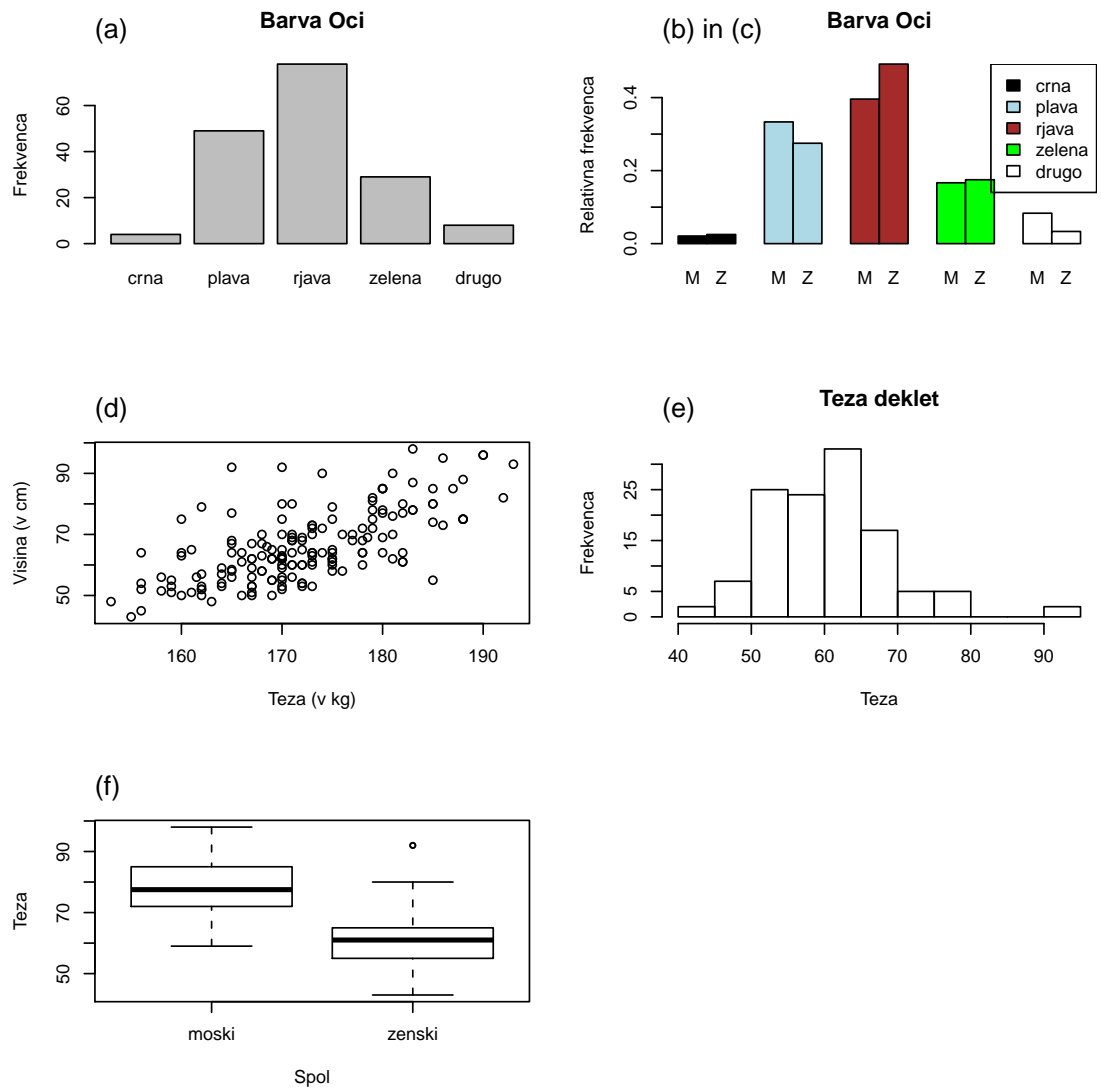 (a)
Barva Oci
Frekvenca
0
20
40
60
crna
plava
rjava
zelena
drugo
(b) in (c)
Barva Oci
Relativna frekvenca
0.0
0.2
0.4
M Z M Z M Z M Z M Z
crna
plava
rjava
zelena
drugo
(d)
Visina (v cm)
50
70
90
160 170 180 190
Teza (v kg)
(e)
Teza deklet
Frekvenca
0
5
15
25
40 50 60 70 80 90
Teza
(f)
Teza
50
70
90
moski zenski
Spol